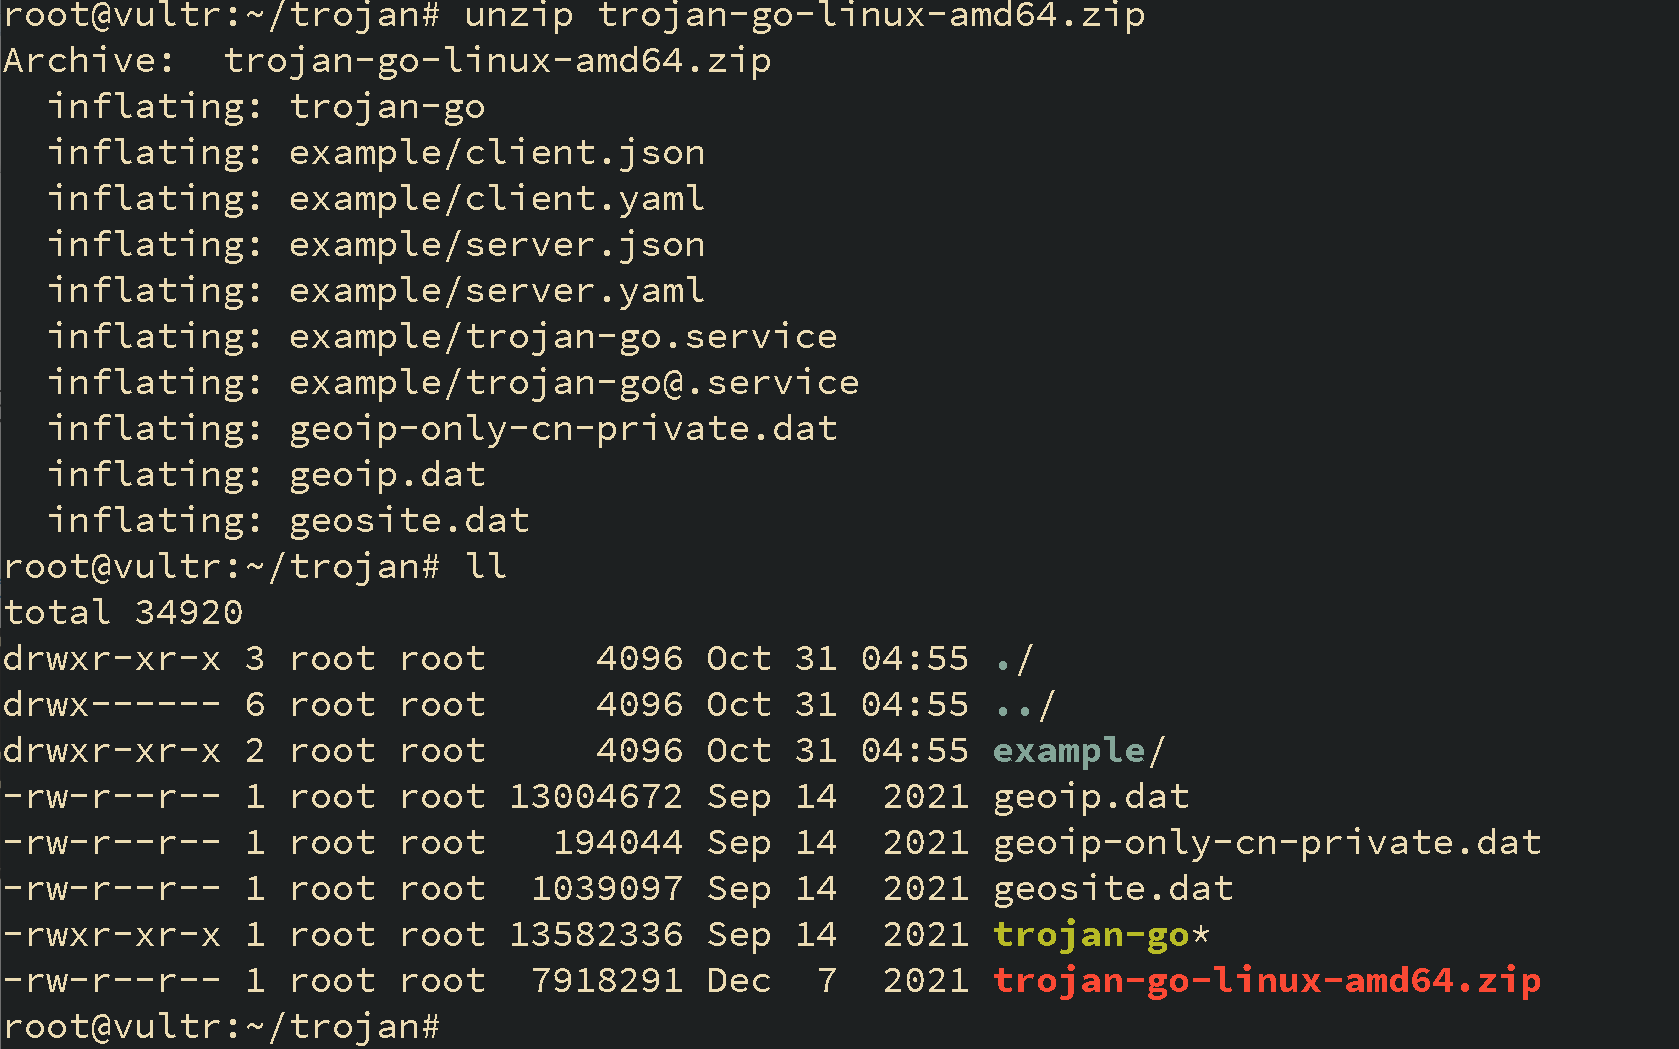 root@vultr:~/trojan# unzip trojan-go-linux-amd64.zip
Archive:  trojan-go-linux-amd64.zip
  inflating: trojan-go
  inflating: example/client.json
  inflating: example/client.yaml
  inflating: example/server.json
  inflating: example/server.yaml
  inflating: example/trojan-go.service
  inflating: example/trojan-go@.service
  inflating: geoip-only-cn-private.dat
  inflating: geoip.dat
  inflating: geosite.dat
root@vultr:~/trojan# ll
total 34920
drwxr-xr-x 3 root root     4096 Oct 31 04:55 ./
drwx------ 6 root root     4096 Oct 31 04:55 ../
drwxr-xr-x 2 root root     4096 Oct 31 04:55 example/
-rw-r--r-- 1 root root 13004672 Sep 14  2021 geoip.dat
-rw-r--r-- 1 root root   194044 Sep 14  2021 geoip-only-cn-private.dat
-rw-r--r-- 1 root root  1039097 Sep 14  2021 geosite.dat
-rwxr-xr-x 1 root root 13582336 Sep 14  2021 trojan-go*
-rw-r--r-- 1 root root  7918291 Dec  7  2021 trojan-go-linux-amd64.zip
root@vultr:~/trojan#